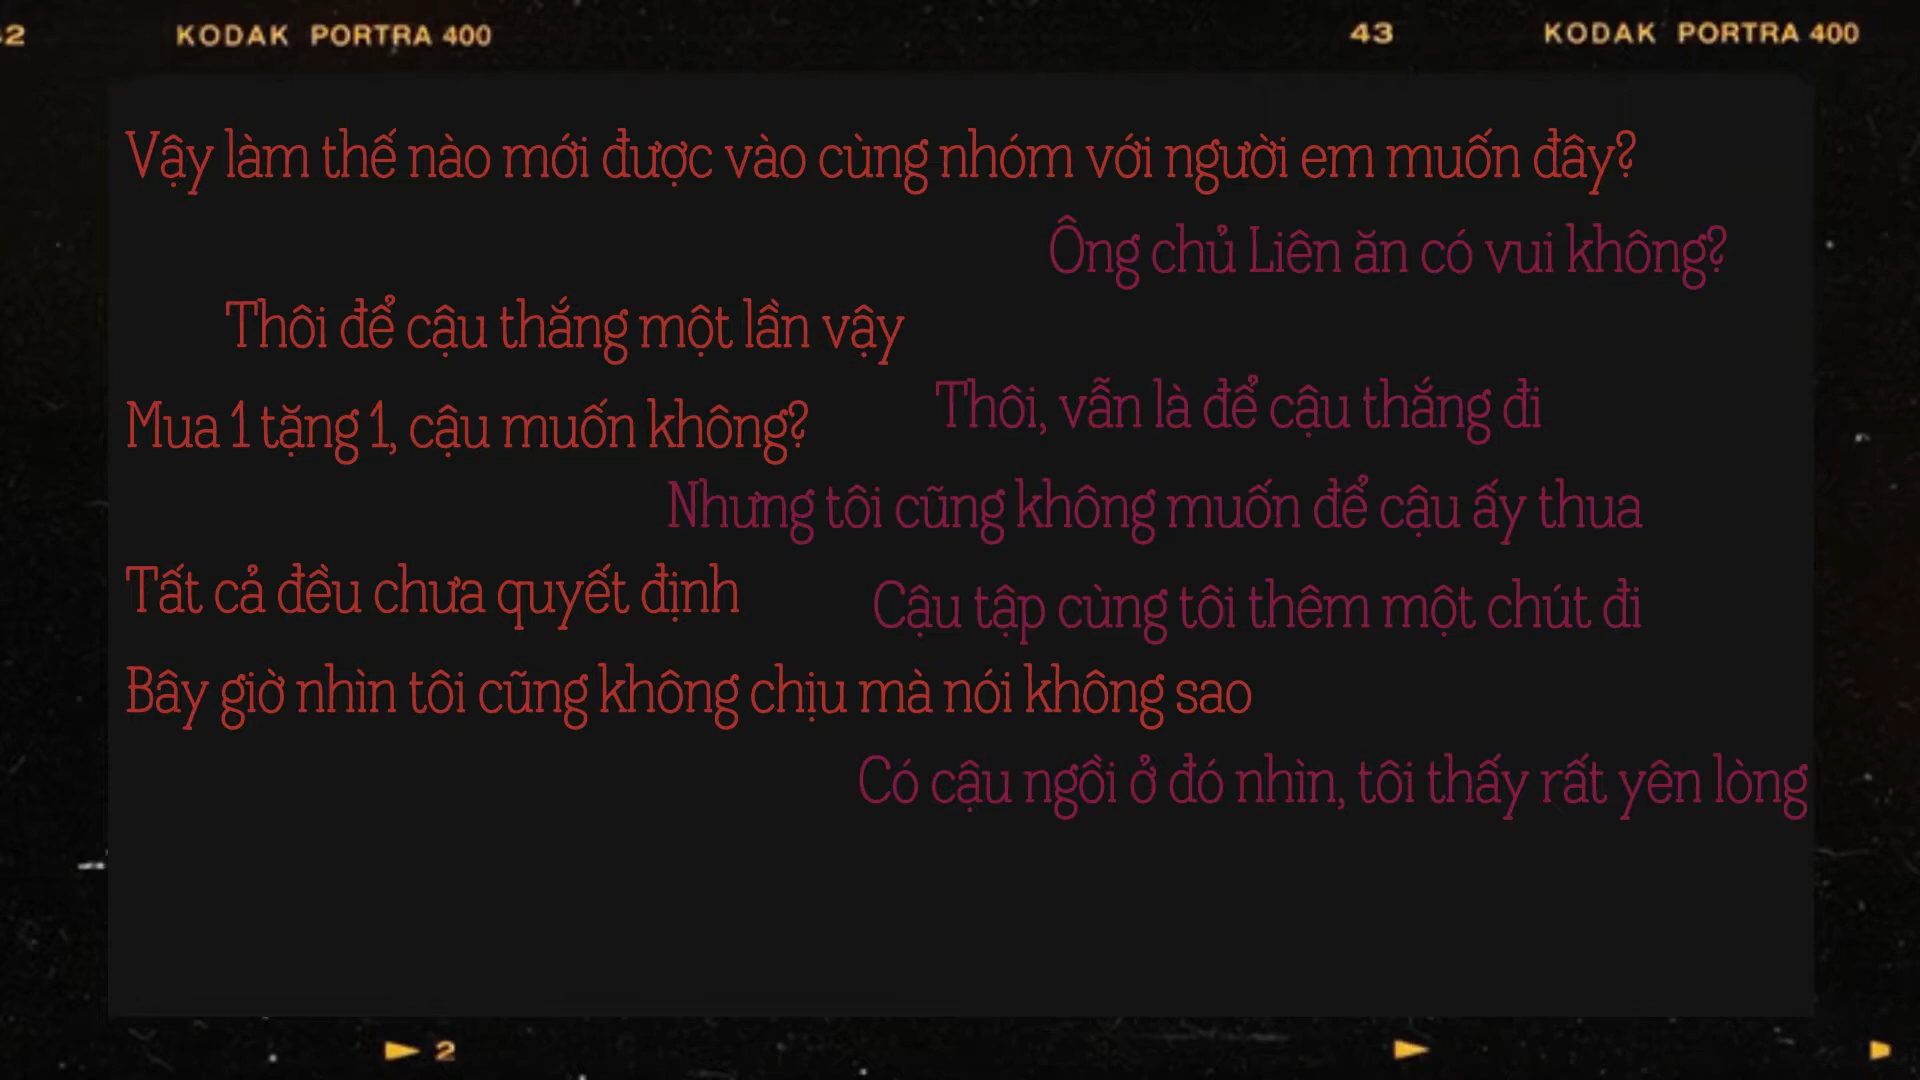 42 KODAK PORTRA 400 43 KODAK PORTRA 400
Vậy làm thế nào mới được vào cùng nhóm với người em muốn đây?
Ông chủ Liên ăn có vui không?
Thôi để cậu thắng một lần vậy
Thôi, vẫn là để cậu thắng đi
Mua 1 tặng 1, cậu muốn không?
Nhưng tôi cũng không muốn để cậu ấy thua
Tất cả đều chưa quyết định
Cậu tập cùng tôi thêm một chút đi
Bây giờ nhìn tôi cũng không chịu mà nói không sao
Có cậu ngồi ở đó nhìn, tôi thấy rất yên lòng
2